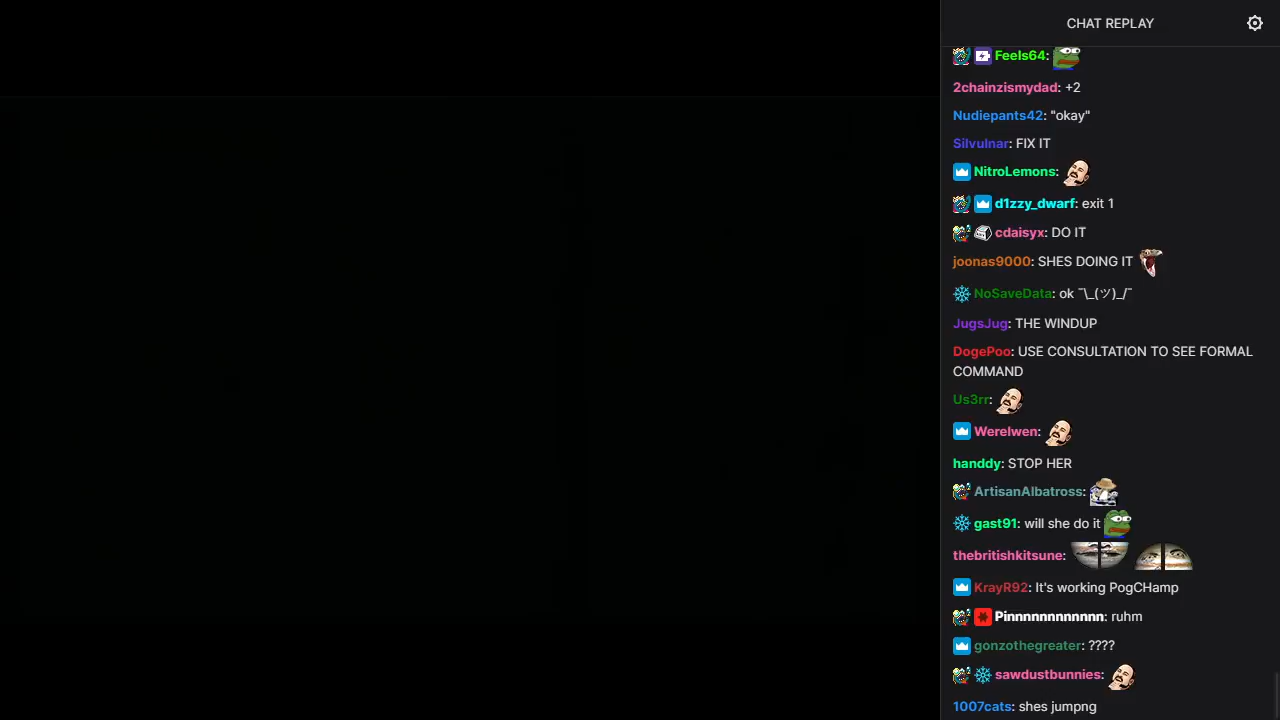 CHAT REPLAY
Feels64:
2chainzismydad: +2
Nudiepants42: "okay"
Silvulnar: FIX IT
NitroLemons:
d1zzy_dwarf: exit 1
cdaisyx: DO IT
joonas9000: SHES DOING IT
NoSaveData: ok ¯\_(ツ)_/¯
JugsJug: THE WINDUP
DogePoo: USE CONSULTATION TO SEE FORMAL
COMMAND
Us3rr:
Werelwen:
handdy: STOP HER
ArtisanAlbatross:
gast91: will she do it
thebritishkitsune:
KrayR92: It's working PogCHamp
Pinnnnnnnnnnnn: ruhm
gonzothegreater: ????
sawdustbunnies:
1007cats: shes jumpng